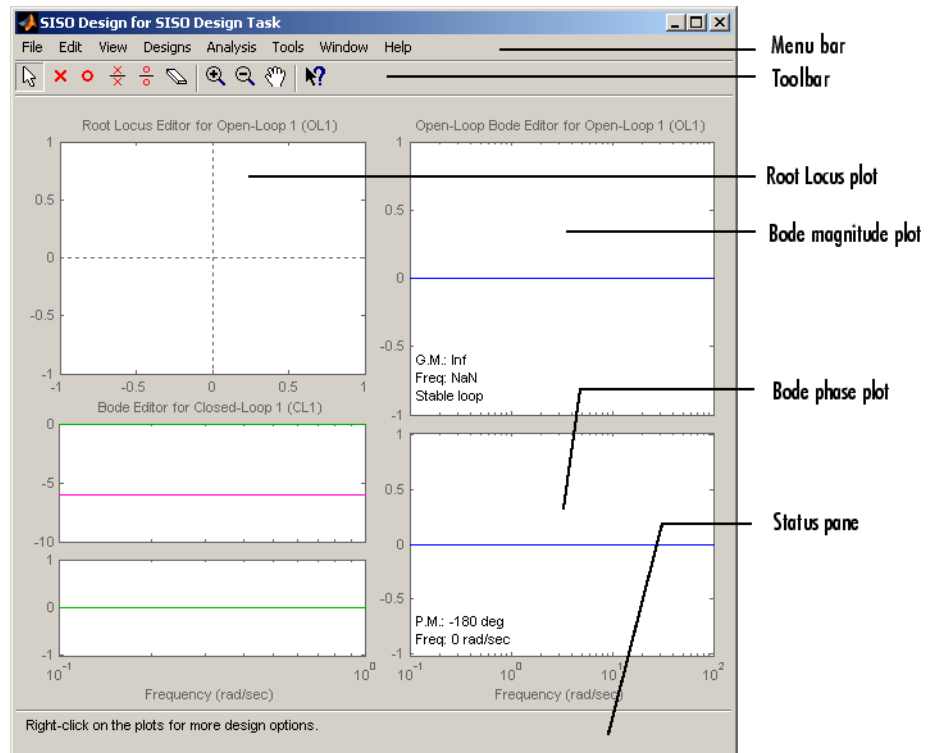 SISO Design for SISO Design Task
File Edit View Designs Analysis Tools Window Help
Menu bar
Toolbar
Root Locus Editor for Open-Loop 1 (OL1)
1
0.5
0
-0.5
-1
-1 -0.5 0 0.5 1
Open-Loop Bode Editor for Open-Loop 1 (OL1)
1
0.5
0
-0.5
-1
G.M.: Inf
Freq: NaN
Stable loop
Root Locus plot
Bode magnitude plot
Bode Editor for Closed-Loop 1 (CL1)
0
-5
-10
1
0
-1
10^-1 10^0
Frequency (rad/sec)
1
0.5
0
-0.5
-1
P.M.: -180 deg
Freq: 0 rad/sec
10^-1 10^0 10^1 10^2
Frequency (rad/sec)
Bode phase plot
Status pane
Right-click on the plots for more design options.